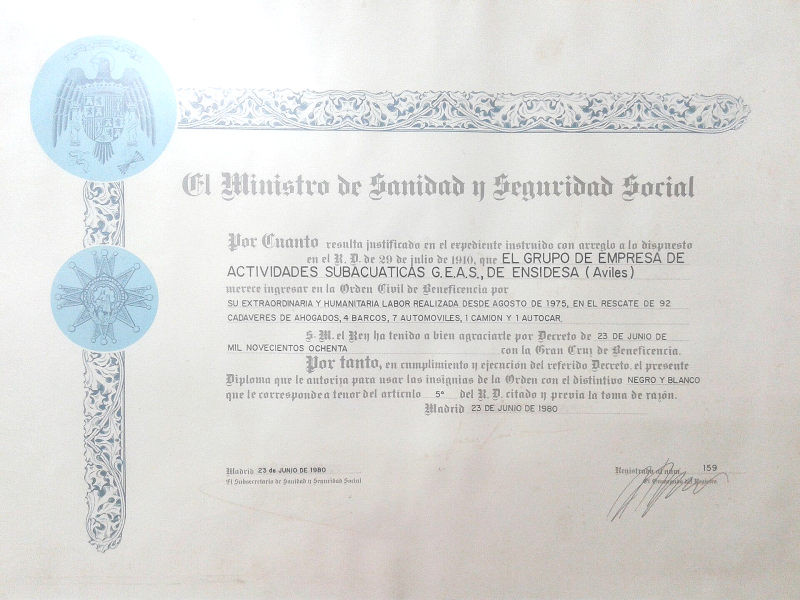 El Ministro de Sanidad y Seguridad Social
Por Cuanto resulta justificado en el expediente instruido con arreglo a lo dispuesto
en el R. D. de 29 de julio de 1910, que EL GRUPO DE EMPRESA DE
ACTIVIDADES SUBACUATICAS G.E.A.S., DE ENSIDESA (Aviles)
merece ingresar en la Orden Civil de Beneficencia por
SU EXTRAORDINARIA Y HUMANITARIA LABOR REALIZADA DESDE AGOSTO DE 1975, EN EL RESCATE DE 92
CADAVERES DE AHOGADOS, 4 BARCOS, 7 AUTOMOVILES, 1 CAMION Y 1 AUTOCAR.
S. M. el Rey ha tenido a bien agraciarle por Decreto de 23 DE JUNIO DE
MIL NOVECIENTOS OCHENTA con la Gran Cruz de Beneficencia.
Por tanto, en cumplimiento y ejecución del referido Decreto, el presente
Diploma que le autoriza para usar las insignias de la Orden con el distintivo NEGRO Y BLANCO
que le corresponde a tenor del artículo 5º del R. D. citado y previa la toma de razón.
Madrid 23 DE JUNIO DE 1980
Madrid 23 DE JUNIO DE 1980
El Subsecretario de Sanidad y Seguridad Social
Registrado al núm. 159
El Encargado del Registro